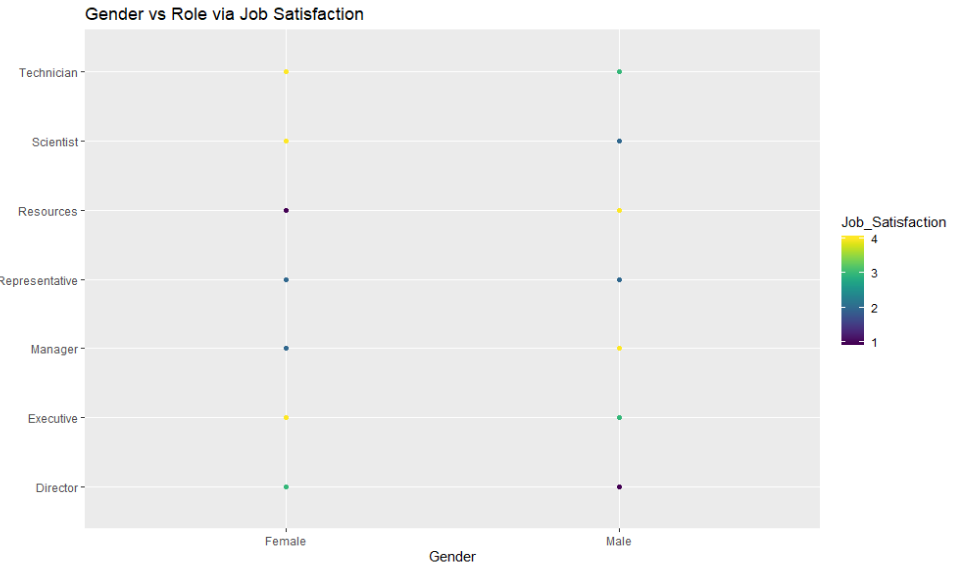 Gender vs Role via Job Satisfaction
Technician
Scientist
Resources
Representative
Manager
Executive
Director
Female
Male
Gender
Job_Satisfaction
4
3
2
1